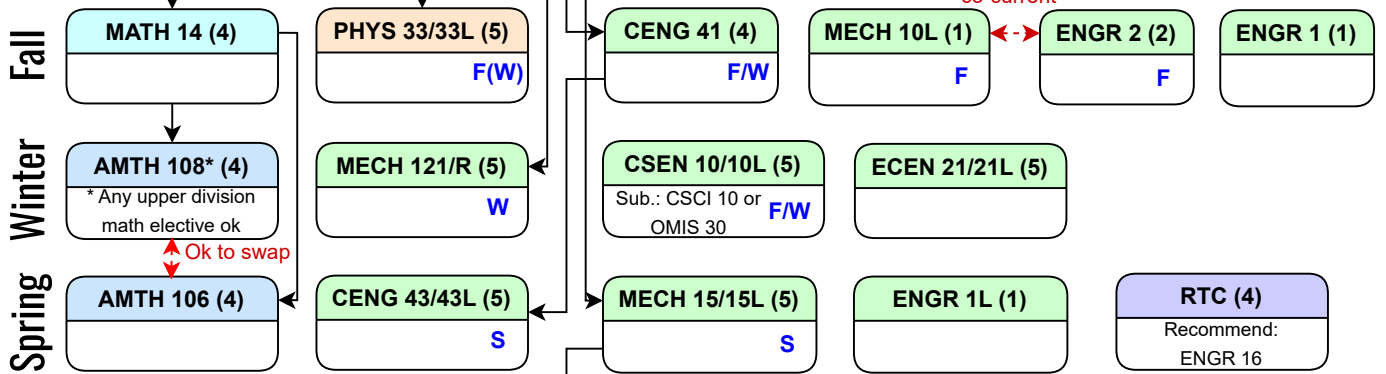 co-current
Fall
MATH 14 (4)
PHYS 33/33L (5)
F(W)
CENG 41 (4)
F/W
MECH 10L (1)
F
ENGR 2 (2)
F
ENGR 1 (1)
Winter
AMTH 108* (4)
* Any upper division
math elective ok
MECH 121/R (5)
W
CSEN 10/10L (5)
Sub.: CSCI 10 or
OMIS 30
F/W
ECEN 21/21L (5)
Ok to swap
Spring
AMTH 106 (4)
CENG 43/43L (5)
S
MECH 15/15L (5)
S
ENGR 1L (1)
RTC (4)
Recommend:
ENGR 16